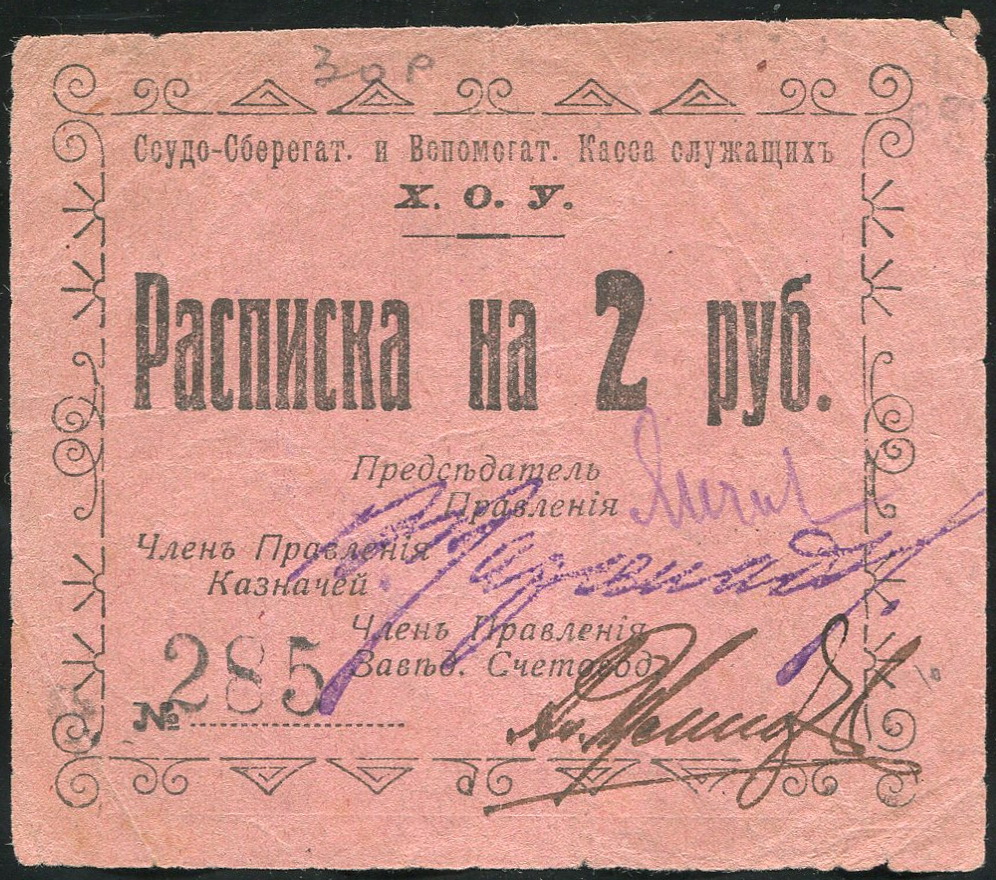 30 р
Ссудо-Сберегат. и Вспомогат. Касса служащихъ
Х. О. У.
Расписка на 2 руб.
Предсѣдатель
Правленія
Членъ Правленія
Казначей
Членъ Правленія
Завѣд. Счетовод
№ 285